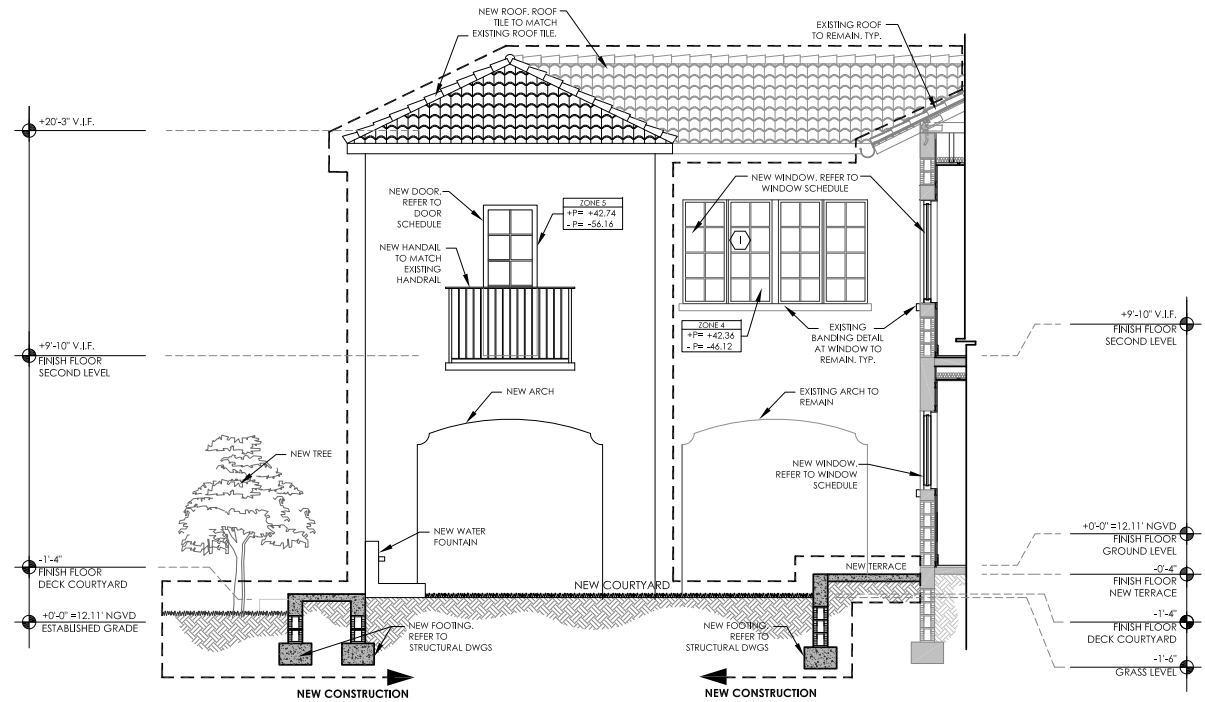 NEW ROOF. ROOF
TILE TO MATCH
EXISTING ROOF TILE.
EXISTING ROOF
TO REMAIN. TYP.
+20'-3" V.I.F.
NEW DOOR.
REFER TO
DOOR
SCHEDULE
ZONE 5
+P= +42.74
- P= -56.16
NEW WINDOW. REFER TO
WINDOW SCHEDULE
1
NEW HANDAIL
TO MATCH
EXISTING
HANDRAIL
ZONE 4
+P= +42.36
- P= -46.12
EXISTING
BANDING DETAIL
AT WINDOW TO
REMAIN. TYP.
+9'-10" V.I.F.
FINISH FLOOR
SECOND LEVEL
+9'-10" V.I.F.
FINISH FLOOR
SECOND LEVEL
NEW ARCH
EXISTING ARCH TO
REMAIN
NEW TREE
NEW WINDOW.
REFER TO WINDOW
SCHEDULE
NEW WATER
FOUNTAIN
+0'-0" =12.11' NGVD
FINISH FLOOR
GROUND LEVEL
-1'-4"
FINISH FLOOR
DECK COURTYARD
NEW COURTYARD
NEW TERRACE
-0'-4"
FINISH FLOOR
NEW TERRACE
+0'-0" =12.11' NGVD
ESTABLISHED GRADE
NEW FOOTING.
REFER TO
STRUCTURAL DWGS
NEW FOOTING.
REFER TO
STRUCTURAL DWGS
-1'-4"
FINISH FLOOR
DECK COURTYARD
-1'-6"
GRASS LEVEL
NEW CONSTRUCTION
NEW CONSTRUCTION